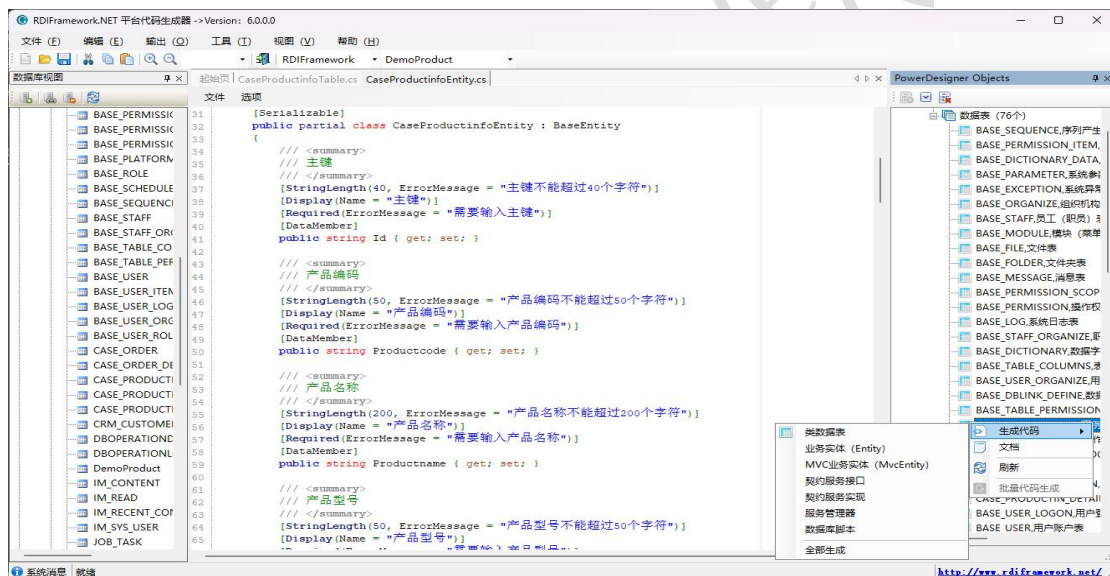 RDIFramework.NET 平台代码生成器 ->Version: 6.0.0.0
文件 (F) 编辑 (E) 输出 (O) 工具 (T) 视图 (V) 帮助 (H)
RDIFramework DemoProduct
数据库视图
BASE_PERMISSIC
BASE_PERMISSIC
BASE_PERMISSIC
BASE_PLATFORM
BASE_ROLE
BASE_SCHEDULE
BASE_SEQUENC
BASE_STAFF
BASE_STAFF_OR
BASE_TABLE_CO
BASE_TABLE_PER
BASE_USER
BASE_USER_ITEM
BASE_USER_LOG
BASE_USER_ORG
BASE_USER_ROL
CASE_ORDER
CASE_ORDER_DE
CASE_PRODUCTI
CASE_PRODUCTI
CASE_PRODUCTI
CRM_CUSTOME
DBOPERATIOND
DBOPERATIONL
DemoProduct
IM_CONTENT
IM_READ
IM_RECENT_CON
IM_SYS_USER
JOB_TASK
起始页 CaseProductinfoTable.cs CaseProductinfoEntity.cs
文件 选项
31 [Serializable]
32 public partial class CaseProductinfoEntity : BaseEntity
33 {
34 /// <summary>
35 /// 主键
36 /// </summary>
37 [StringLength(40, ErrorMessage = "主键不能超过40个字符")]
38 [Display(Name = "主键")]
39 [Required(ErrorMessage = "需要输入主键")]
40 [DataMember]
41 public string Id { get; set; }
42
43 /// <summary>
44 /// 产品编码
45 /// </summary>
46 [StringLength(50, ErrorMessage = "产品编码不能超过50个字符")]
47 [Display(Name = "产品编码")]
48 [Required(ErrorMessage = "需要输入产品编码")]
49 [DataMember]
50 public string Productcode { get; set; }
51
52 /// <summary>
53 /// 产品名称
54 /// </summary>
55 [StringLength(200, ErrorMessage = "产品名称不能超过200个字符")]
56 [Display(Name = "产品名称")]
57 [Required(ErrorMessage = "需要输入产品名称")]
58 [DataMember]
59 public string Productname { get; set; }
60
61 /// <summary>
62 /// 产品型号
63 /// </summary>
64 [StringLength(50, ErrorMessage = "产品型号不能超过50个字符")]
65 [Display(Name = "产品型号")]
PowerDesigner Objects
数据表 (76个)
BASE_SEQUENCE,序列产生
BASE_PERMISSION_ITEM,
BASE_DICTIONARY_DATA,
BASE_PARAMETER,系统参
BASE_EXCEPTION,系统异常
BASE_ORGANIZE,组织机构
BASE_STAFF,员工 (职员)
BASE_MODULE,模块 (菜单
BASE_FILE,文件表
BASE_FOLDER,文件夹表
BASE_MESSAGE,消息表
BASE_PERMISSION_SCOP
BASE_PERMISSION,操作权
BASE_LOG,系统日志表
BASE_STAFF_ORGANIZE,职
BASE_DICTIONARY,数据字
BASE_TABLE_COLUMNS,表
BASE_USER_ORGANIZE,用
BASE_DBLINK_DEFINE,数据
BASE_TABLE_PERMISSION
CASE_PRODUCTIN_DETAIL
BASE_USER_LOGON,用户登
BASE_USER,用户账户表
生成代码
文档
刷新
批量代码生成
类数据表
业务实体 (Entity)
MVC业务实体 (MvcEntity)
契约服务接口
契约服务实现
服务管理器
数据库脚本
全部生成
系统消息 就绪
http://www.rdiframework.net/